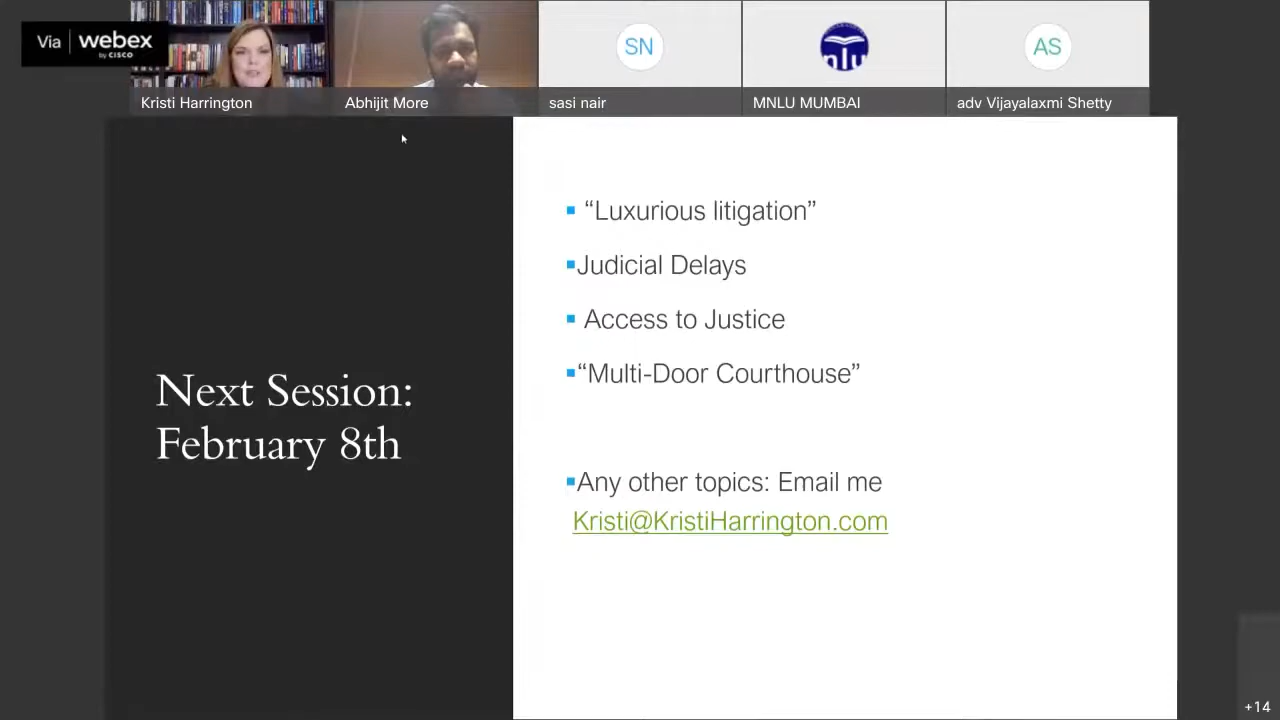 Via webex
by CISCO
SN
nlu
AS
Kristi Harrington
Abhijit More
sasi nair
MNLU MUMBAI
adv Vijayalaxmi Shetty
“Luxurious litigation”
Judicial Delays
Access to Justice
“Multi-Door Courthouse”
Next Session:
February 8th
Any other topics: Email me
Kristi@KristiHarrington.com
+14